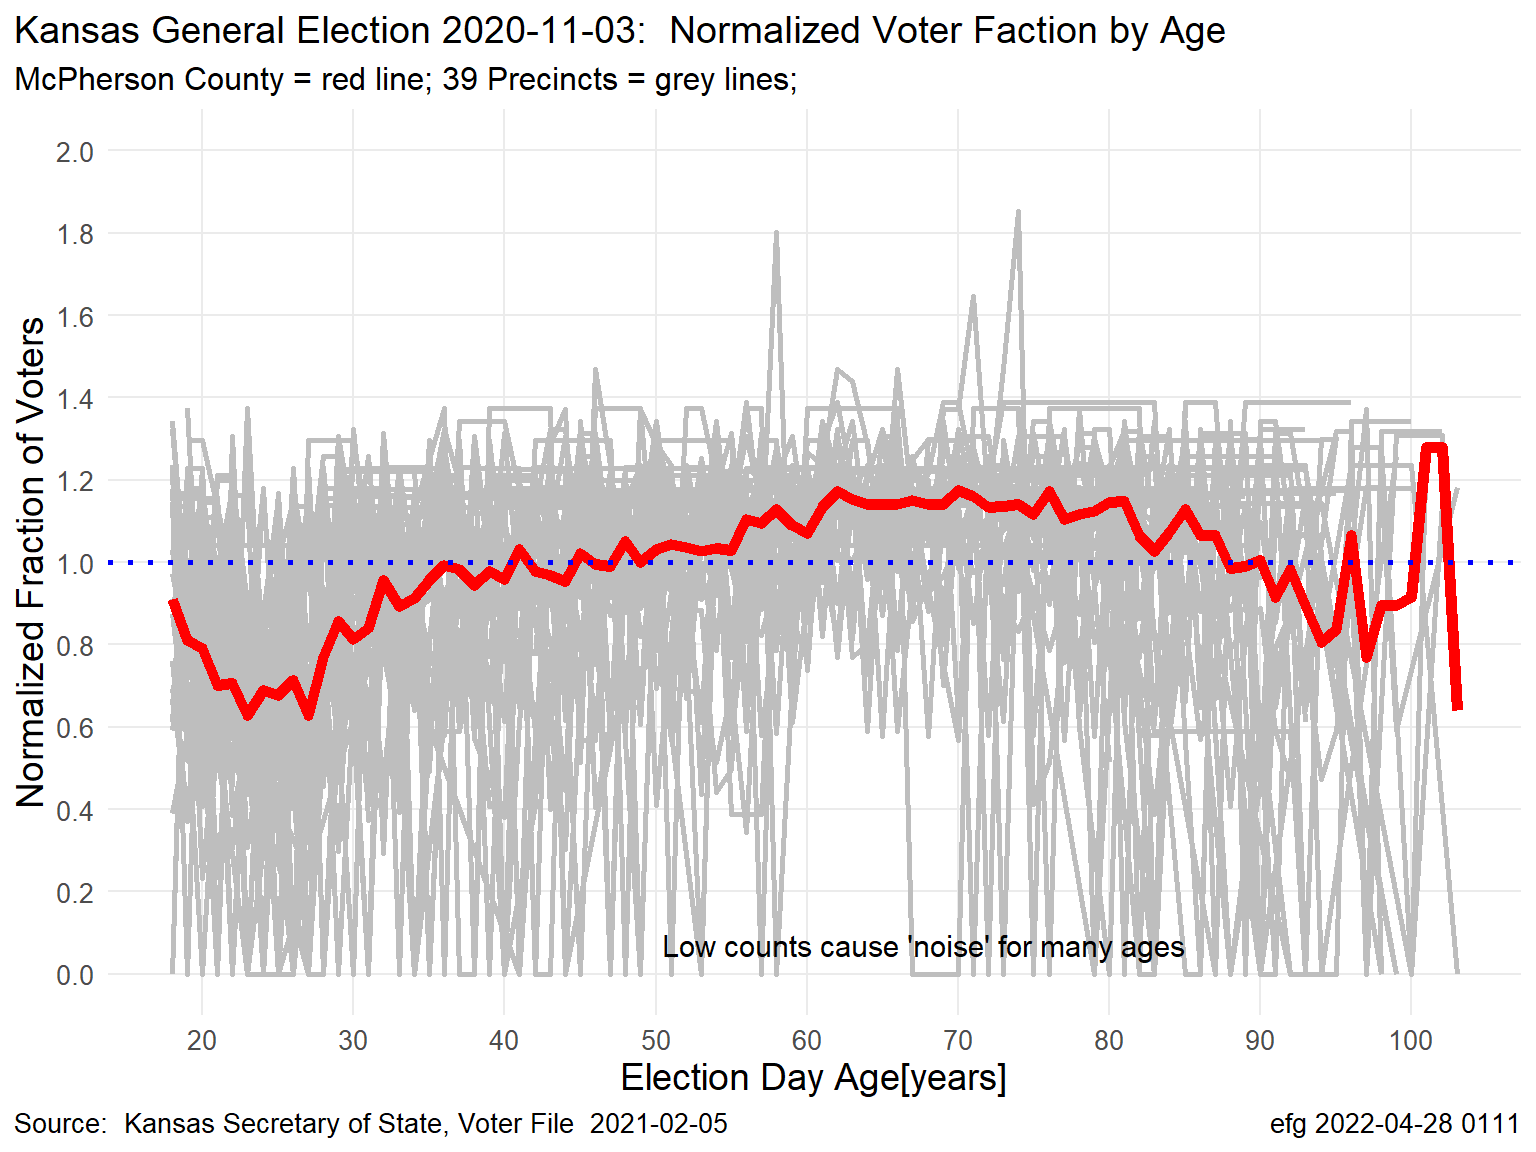 Kansas General Election 2020-11-03:  Normalized Voter Faction by Age
McPherson County = red line; 39 Precincts = grey lines;
Normalized Fraction of Voters
2.0
1.8
1.6
1.4
1.2
1.0
0.8
0.6
0.4
0.2
0.0
Low counts cause 'noise' for many ages
20 30 40 50 60 70 80 90 100
Election Day Age[years]
Source:  Kansas Secretary of State, Voter File  2021-02-05
efg 2022-04-28 0111